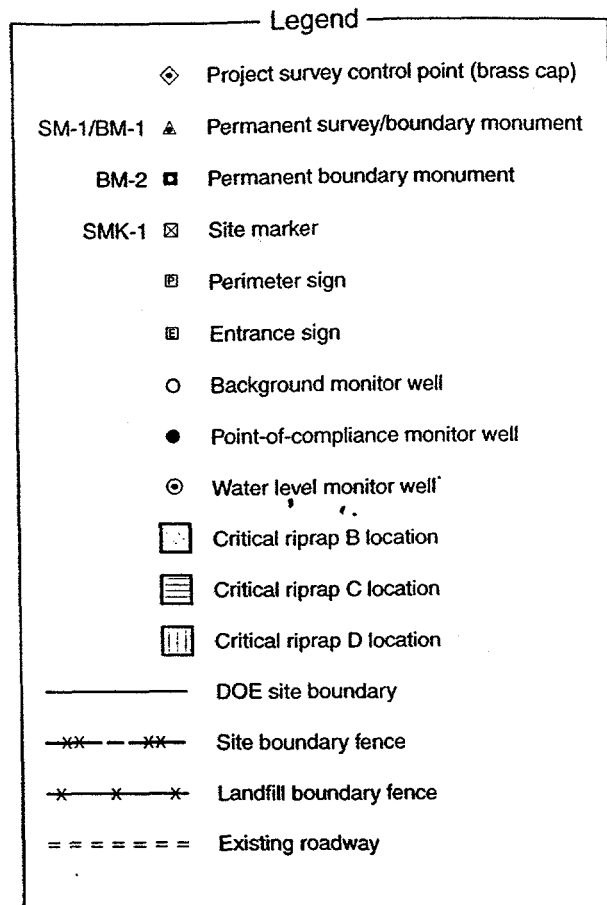 Legend
Project survey control point (brass cap)
SM-1/BM-1 Permanent survey/boundary monument
BM-2 Permanent boundary monument
SMK-1 Site marker
P Perimeter sign
E Entrance sign
Background monitor well
Point-of-compliance monitor well
Water level monitor well
Critical riprap B location
Critical riprap C location
Critical riprap D location
DOE site boundary
Site boundary fence
Landfill boundary fence
Existing roadway